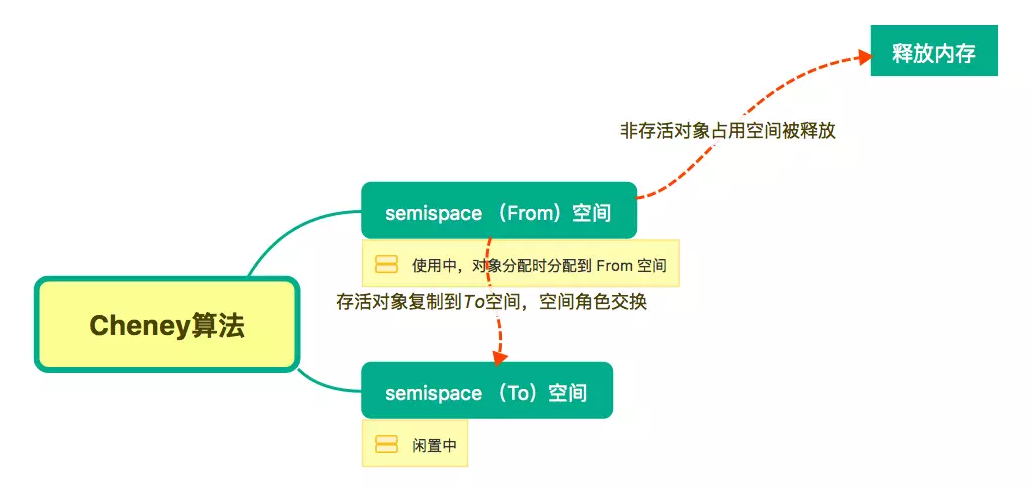 释放内存
非存活对象占用空间被释放
semispace （From）空间
使用中，对象分配时分配到 From 空间
存活对象复制到To空间，空间角色交换
Cheney算法
semispace （To）空间
闲置中